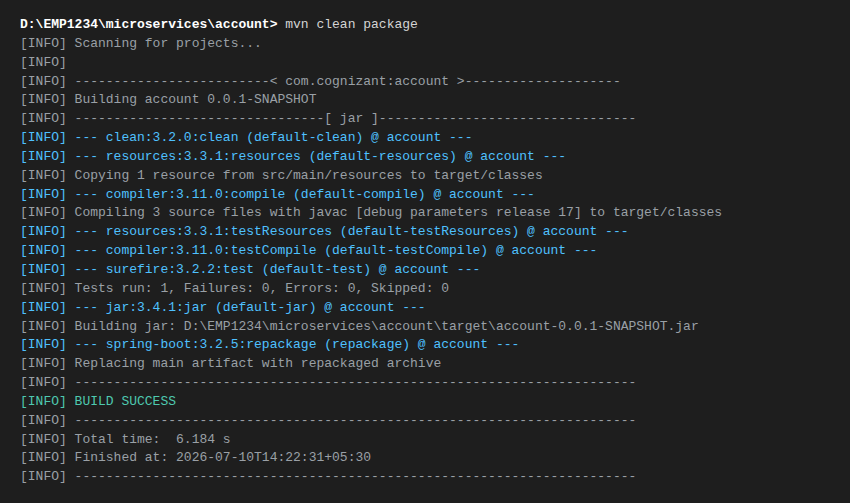 D:\EMP1234\microservices\account> mvn clean package
[INFO] Scanning for projects...
[INFO]
[INFO] -------------------------< com.cognizant:account >--------------------
[INFO] Building account 0.0.1-SNAPSHOT
[INFO] --------------------------------[ jar ]---------------------------------
[INFO] --- clean:3.2.0:clean (default-clean) @ account ---
[INFO] --- resources:3.3.1:resources (default-resources) @ account ---
[INFO] Copying 1 resource from src/main/resources to target/classes
[INFO] --- compiler:3.11.0:compile (default-compile) @ account ---
[INFO] Compiling 3 source files with javac [debug parameters release 17] to target/classes
[INFO] --- resources:3.3.1:testResources (default-testResources) @ account ---
[INFO] --- compiler:3.11.0:testCompile (default-testCompile) @ account ---
[INFO] --- surefire:3.2.2:test (default-test) @ account ---
[INFO] Tests run: 1, Failures: 0, Errors: 0, Skipped: 0
[INFO] --- jar:3.4.1:jar (default-jar) @ account ---
[INFO] Building jar: D:\EMP1234\microservices\account\target\account-0.0.1-SNAPSHOT.jar
[INFO] --- spring-boot:3.2.5:repackage (repackage) @ account ---
[INFO] Replacing main artifact with repackaged archive
[INFO] ------------------------------------------------------------------------
[INFO] BUILD SUCCESS
[INFO] ------------------------------------------------------------------------
[INFO] Total time:  6.184 s
[INFO] Finished at: 2026-07-10T14:22:31+05:30
[INFO] ------------------------------------------------------------------------